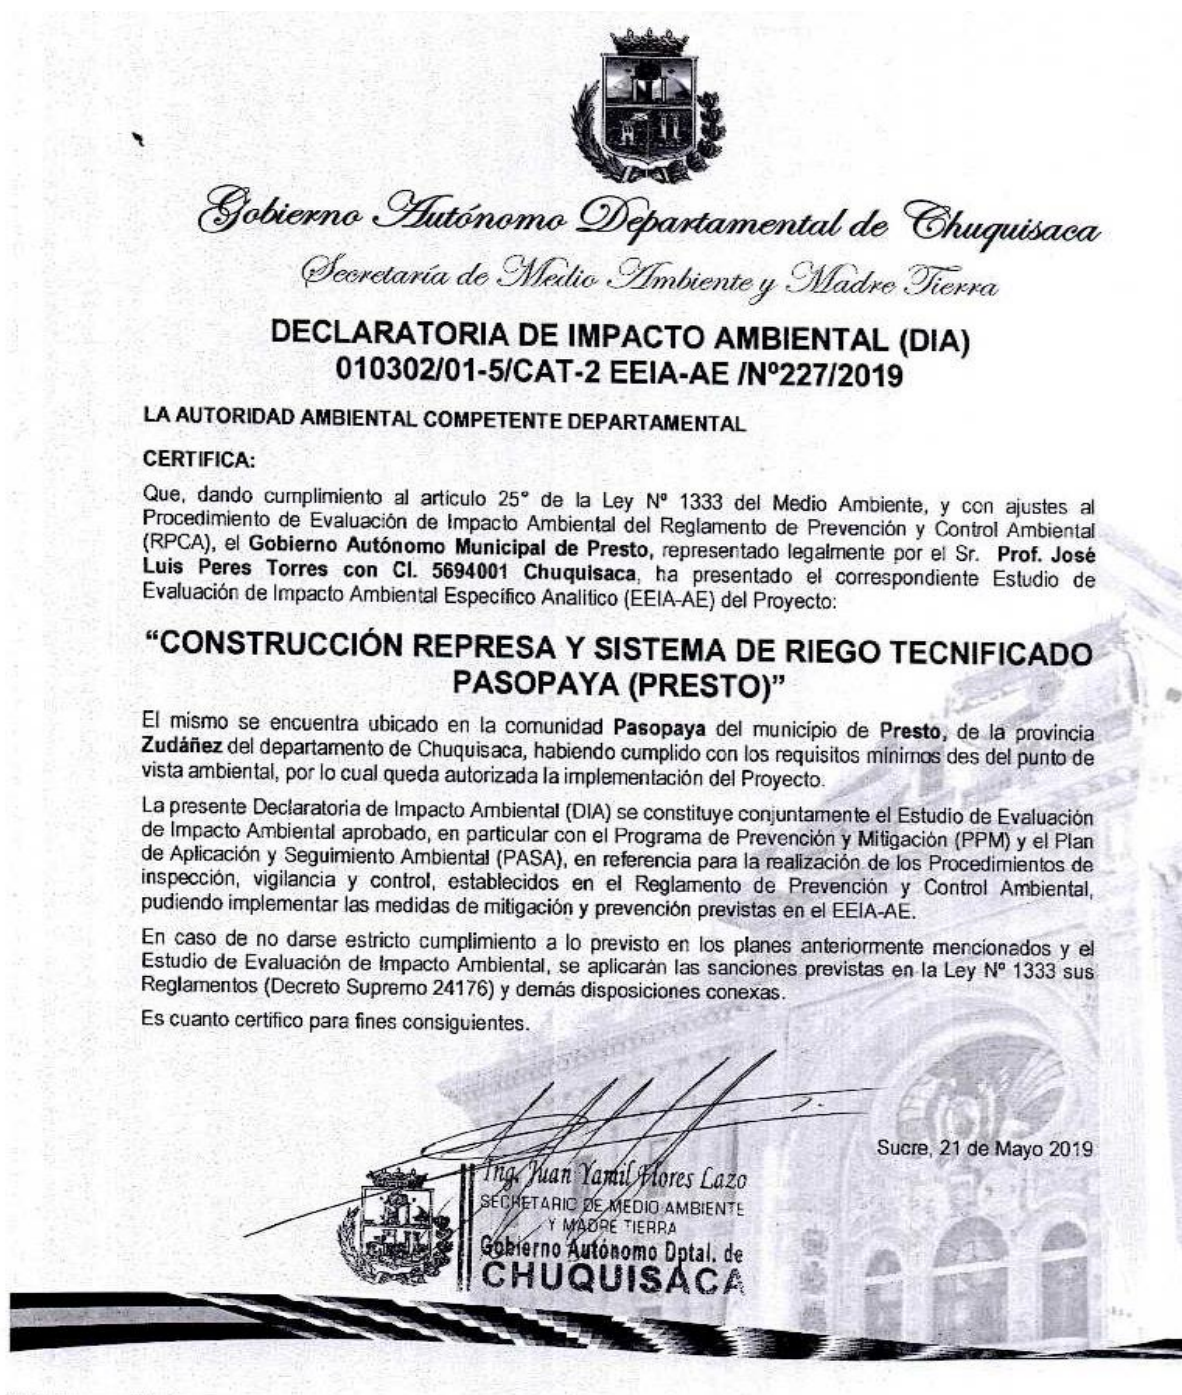 Gobierno Autónomo Departamental de Chuquisaca
Secretaría de Medio Ambiente y Madre Tierra
DECLARATORIA DE IMPACTO AMBIENTAL (DIA)
010302/01-5/CAT-2 EEIA-AE /Nº227/2019
LA AUTORIDAD AMBIENTAL COMPETENTE DEPARTAMENTAL
CERTIFICA:
Que, dando cumplimiento al artículo 25° de la Ley Nº 1333 del Medio Ambiente, y con ajustes al
Procedimiento de Evaluación de Impacto Ambiental del Reglamento de Prevención y Control Ambiental
(RPCA), el Gobierno Autónomo Municipal de Presto, representado legalmente por el Sr. Prof. José
Luis Peres Torres con CI. 5694001 Chuquisaca, ha presentado el correspondiente Estudio de
Evaluación de Impacto Ambiental Específico Analítico (EEIA-AE) del Proyecto:
“CONSTRUCCIÓN REPRESA Y SISTEMA DE RIEGO TECNIFICADO
PASOPAYA (PRESTO)”
El mismo se encuentra ubicado en la comunidad Pasopaya del municipio de Presto, de la provincia
Zudáñez del departamento de Chuquisaca, habiendo cumplido con los requisitos mínimos des del punto de
vista ambiental, por lo cual queda autorizada la implementación del Proyecto.
La presente Declaratoria de Impacto Ambiental (DIA) se constituye conjuntamente el Estudio de Evaluación
de Impacto Ambiental aprobado, en particular con el Programa de Prevención y Mitigación (PPM) y el Plan
de Aplicación y Seguimiento Ambiental (PASA), en referencia para la realización de los Procedimientos de
inspección, vigilancia y control, establecidos en el Reglamento de Prevención y Control Ambiental,
pudiendo implementar las medidas de mitigación y prevención previstas en el EEIA-AE.
En caso de no darse estricto cumplimiento a lo previsto en los planes anteriormente mencionados y el
Estudio de Evaluación de Impacto Ambiental, se aplicarán las sanciones previstas en la Ley Nº 1333 sus
Reglamentos (Decreto Supremo 24176) y demás disposiciones conexas.
Es cuanto certifico para fines consiguientes.
Sucre, 21 de Mayo 2019
Ing. Juan Yamil Flores Lazo
SECRETARIO DE MEDIO AMBIENTE
Y MADRE TIERRA
Gobierno Autónomo Dptal. de
CHUQUISACA